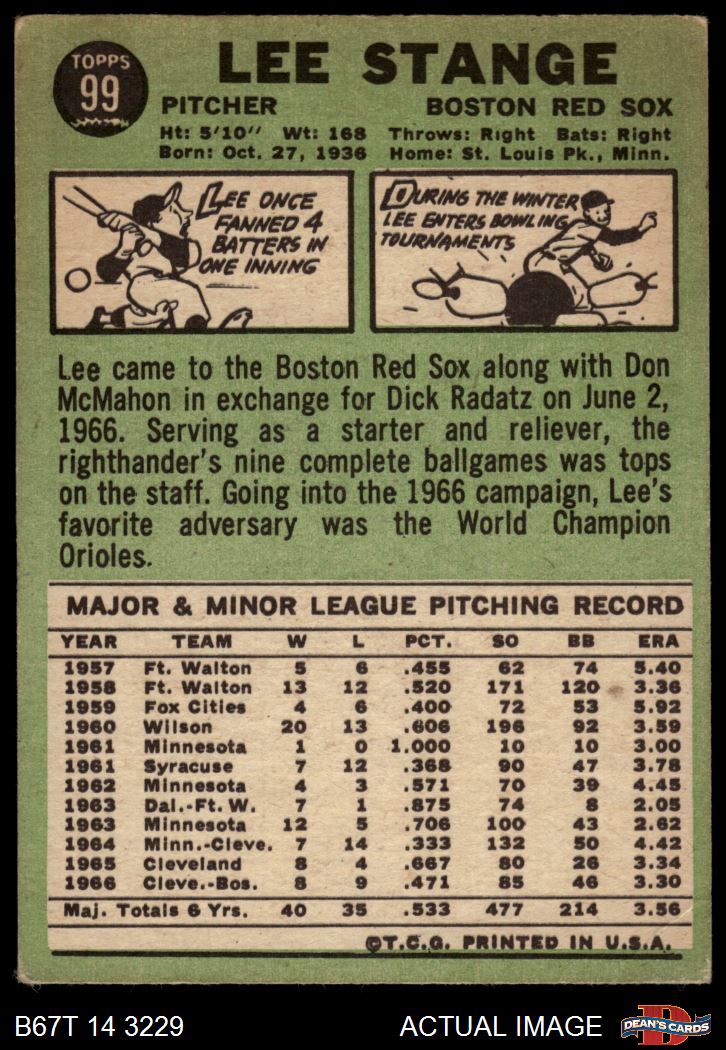 TOPPS
99
LEE STANGE
PITCHER BOSTON RED SOX
Ht: 5'10" Wt: 168 Throws: Right Bats: Right
Born: Oct. 27, 1936 Home: St. Louis Pk., Minn.
LEE ONCE
FANNED 4
BATTERS IN
ONE INNING
DURING THE WINTER
LEE ENTERS BOWLING
TOURNAMENTS
Lee came to the Boston Red Sox along with Don
McMahon in exchange for Dick Radatz on June 2,
1966. Serving as a starter and reliever, the
righthander's nine complete ballgames was tops
on the staff. Going into the 1966 campaign, Lee's
favorite adversary was the World Champion
Orioles.
MAJOR & MINOR LEAGUE PITCHING RECORD
YEAR TEAM W L PCT. SO BB ERA
1957 Ft. Walton 5 6 .455 62 74 5.40
1958 Ft. Walton 13 12 .520 171 120 3.36
1959 Fox Cities 4 6 .400 72 53 5.92
1960 Wilson 20 13 .606 196 92 3.59
1961 Minnesota 1 0 1.000 10 10 3.00
1961 Syracuse 7 12 .368 90 47 3.78
1962 Minnesota 4 3 .571 70 39 4.45
1963 Dal.-Ft. W. 7 1 .875 74 8 2.05
1963 Minnesota 12 5 .706 100 43 2.62
1964 Minn.-Cleve. 7 14 .333 132 50 4.42
1965 Cleveland 8 4 .667 80 26 3.34
1966 Cleve.-Bos. 8 9 .471 85 46 3.30
Maj. Totals 6 Yrs. 40 35 .533 477 214 3.56
©T.C.G. PRINTED IN U.S.A.
B67T 14 3229 ACTUAL IMAGE
D
DEAN'S CARDS